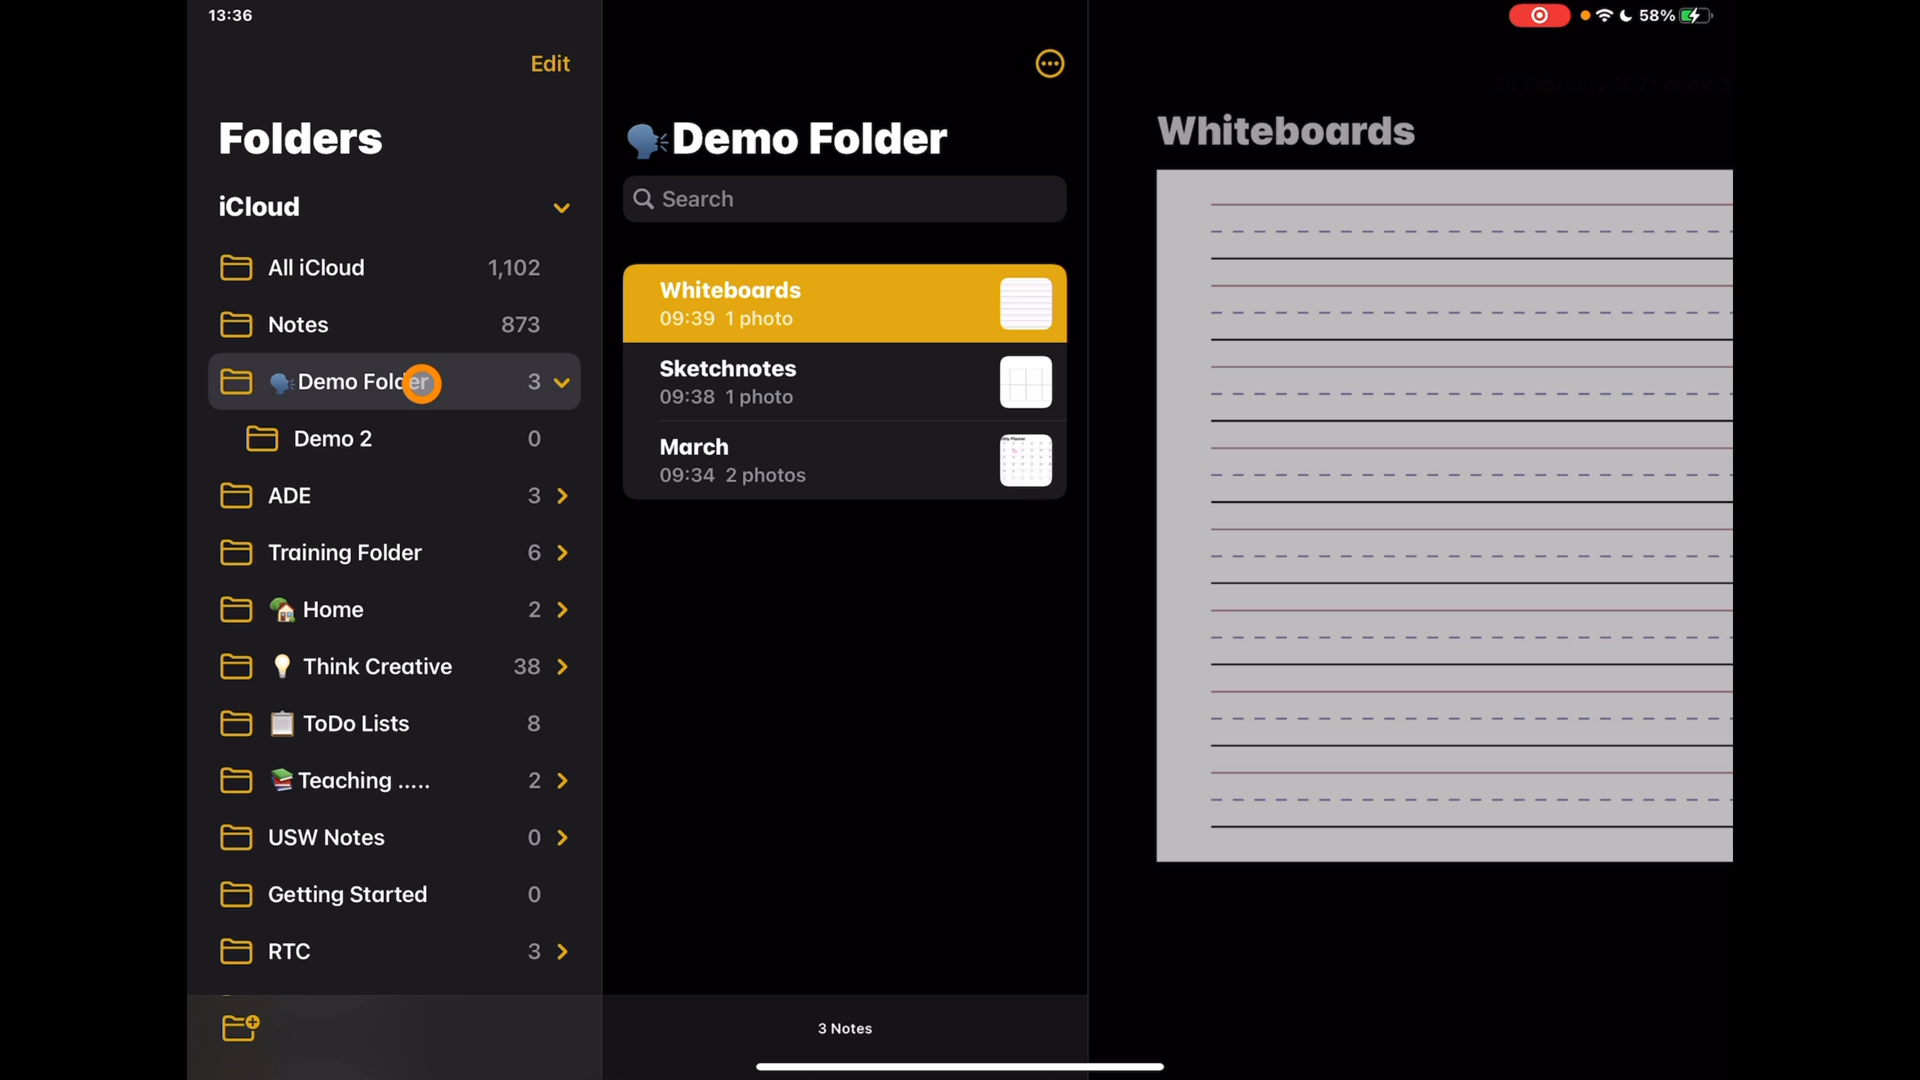 13:36
58%
Edit
Folders
iCloud
All iCloud 1,102
Notes 873
Demo Folder 3
Demo 2 0
ADE 3
Training Folder 6
Home 2
Think Creative 38
ToDo Lists 8
Teaching ..... 2
USW Notes 0
Getting Started 0
RTC 3
Demo Folder
Search
Whiteboards
09:39 1 photo
Sketchnotes
09:38 1 photo
March
09:34 2 photos
3 Notes
Whiteboards